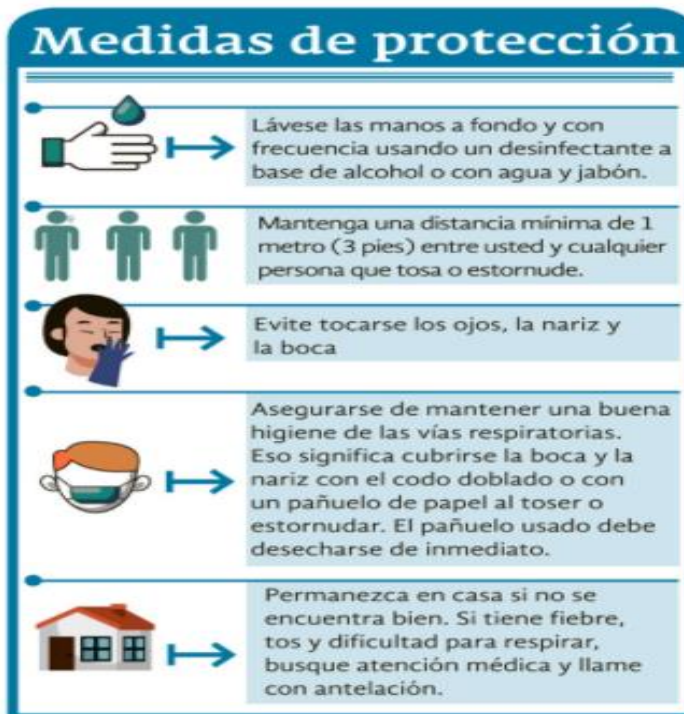 Medidas de protección
Lávese las manos a fondo y con
frecuencia usando un desinfectante a
base de alcohol o con agua y jabón.
Mantenga una distancia mínima de 1
metro (3 pies) entre usted y cualquier
persona que tosa o estornude.
Evite tocarse los ojos, la nariz y
la boca
Asegurarse de mantener una buena
higiene de las vías respiratorias.
Eso significa cubrirse la boca y la
nariz con el codo doblado o con
un pañuelo de papel al toser o
estornudar. El pañuelo usado debe
desecharse de inmediato.
Permanezca en casa si no se
encuentra bien. Si tiene fiebre,
tos y dificultad para respirar,
busque atención médica y llame
con antelación.